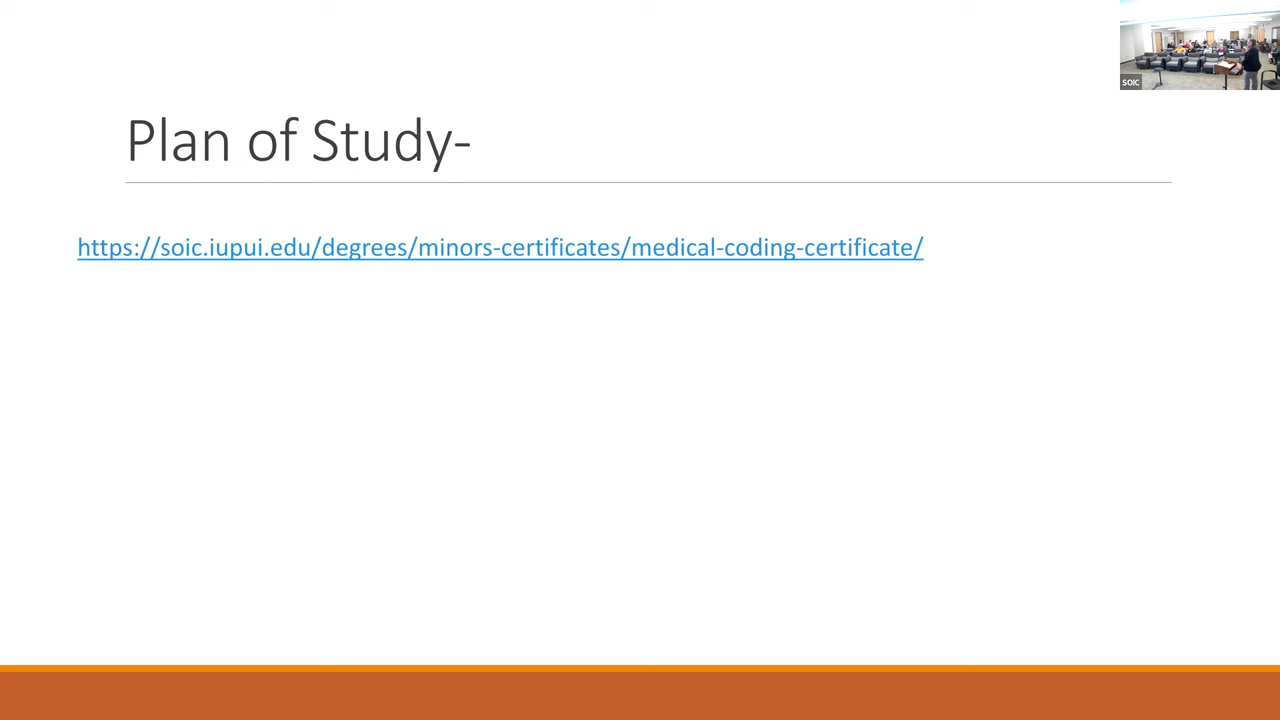 SOIC
Plan of Study-
https://soic.iupui.edu/degrees/minors-certificates/medical-coding-certificate/